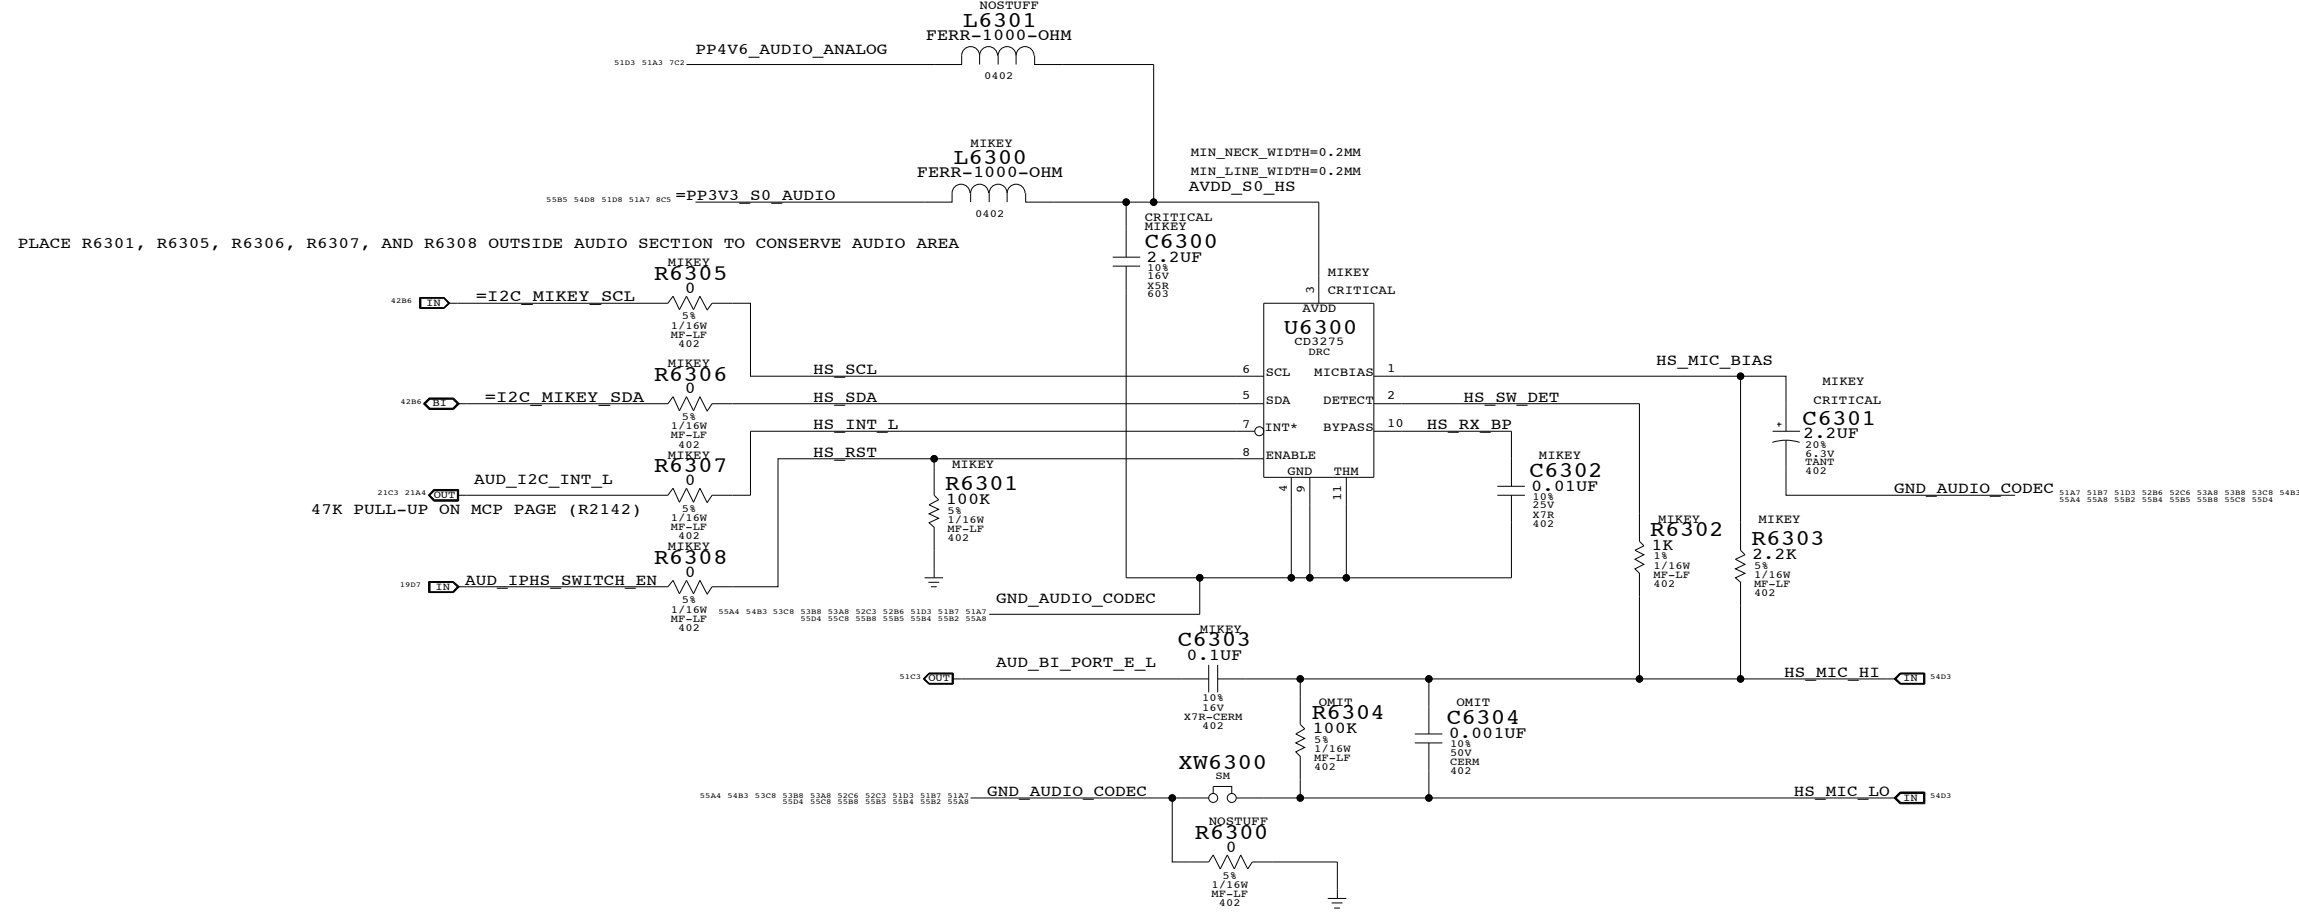 NOSTUFF
L6301
FERR-1000-OHM
PP4V6_AUDIO_ANALOG
51D3 51A3 7C2
0402
MIKEY
L6300
FERR-1000-OHM
MIN_NECK_WIDTH=0.2MM
MIN_LINE_WIDTH=0.2MM
AVDD_S0_HS
55B5 54D8 51D8 51A7 8C5 =PP3V3_S0_AUDIO
0402
CRITICAL
MIKEY
C6300
2.2UF
10%
16V
X5R
603
PLACE R6301, R6305, R6306, R6307, AND R6308 OUTSIDE AUDIO SECTION TO CONSERVE AUDIO AREA
MIKEY
R6305
0
42B6 IN =I2C_MIKEY_SCL
5%
1/16W
MF-LF
402
MIKEY
CRITICAL
3
AVDD
U6300
CD3275
DRC
HS_SCL 6 SCL
MICBIAS 1 HS_MIC_BIAS
MIKEY
R6306
0
42B6 BI =I2C_MIKEY_SDA
5%
1/16W
MF-LF
402
HS_SDA 5 SDA
DETECT 2 HS_SW_DET
HS_INT_L 7 INT*
BYPASS 10 HS_RX_BP
HS_RST 8 ENABLE
GND THM
4 9 11
MIKEY
CRITICAL
C6301
+
2.2UF
20%
6.3V
TANT
402
MIKEY
R6307
0
AUD_I2C_INT_L
21C3 21A4 OUT
47K PULL-UP ON MCP PAGE (R2142)
5%
1/16W
MF-LF
402
MIKEY
R6301
100K
5%
1/16W
MF-LF
402
MIKEY
C6302
0.01UF
10%
25V
X7R
402
GND_AUDIO_CODEC
51A7 51B7 51D3 52B6 52C6 53A8 53B8 53C8 54B3
55A4 55A8 55B2 55B4 55B5 55B8 55C8 55D4
MIKEY
R6308
0
19D7 IN AUD_IPHS_SWITCH_EN
5%
1/16W
MF-LF
402
MIKEY
R6302
1K
1%
1/16W
MF-LF
402
MIKEY
R6303
2.2K
5%
1/16W
MF-LF
402
GND_AUDIO_CODEC
55A4 54B3 53C8 53B8 53A8 52C3 52B6 51D3 51B7 51A7
55D4 55C8 55B8 55B5 55B4 55B2 55A8
MIKEY
C6303
0.1UF
AUD_BI_PORT_E_L
51C3 OUT
10%
16V
X7R-CERM
402
HS_MIC_HI IN 54D3
OMIT
R6304
100K
5%
1/16W
MF-LF
402
OMIT
C6304
0.001UF
10%
50V
CERM
402
XW6300
SM
GND_AUDIO_CODEC
55A4 54B3 53C8 53B8 53A8 52C6 52C3 51D3 51B7 51A7
55D4 55C8 55B8 55B5 55B4 55B2 55A8
HS_MIC_LO IN 54D3
NOSTUFF
R6300
0
5%
1/16W
MF-LF
402